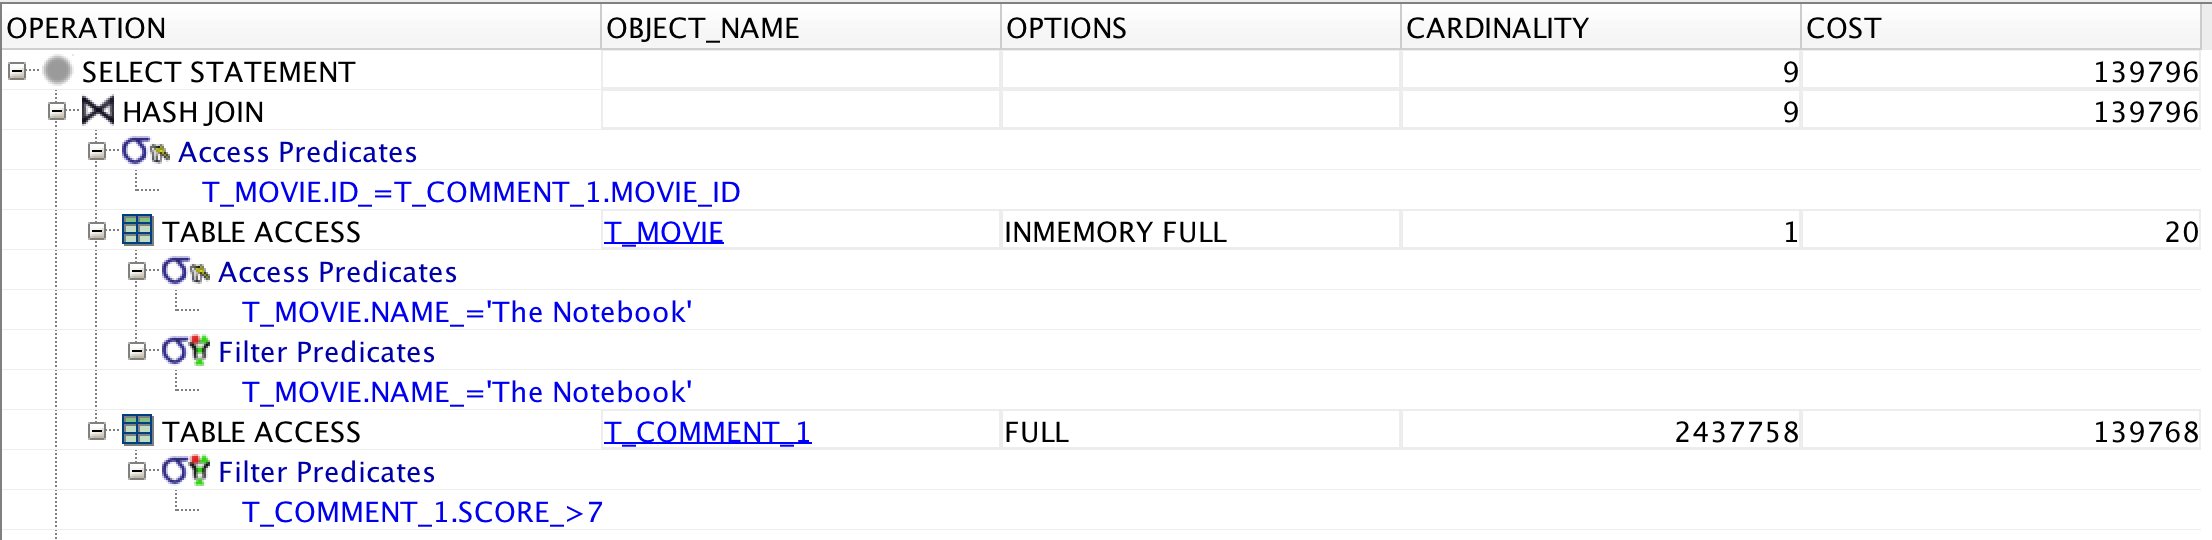 OPERATION OBJECT_NAME OPTIONS CARDINALITY COST
SELECT STATEMENT 9 139796
HASH JOIN 9 139796
Access Predicates
T_MOVIE.ID_=T_COMMENT_1.MOVIE_ID
TABLE ACCESS T_MOVIE INMEMORY FULL 1 20
Access Predicates
T_MOVIE.NAME_='The Notebook'
Filter Predicates
T_MOVIE.NAME_='The Notebook'
TABLE ACCESS T_COMMENT_1 FULL 2437758 139768
Filter Predicates
T_COMMENT_1.SCORE_>7